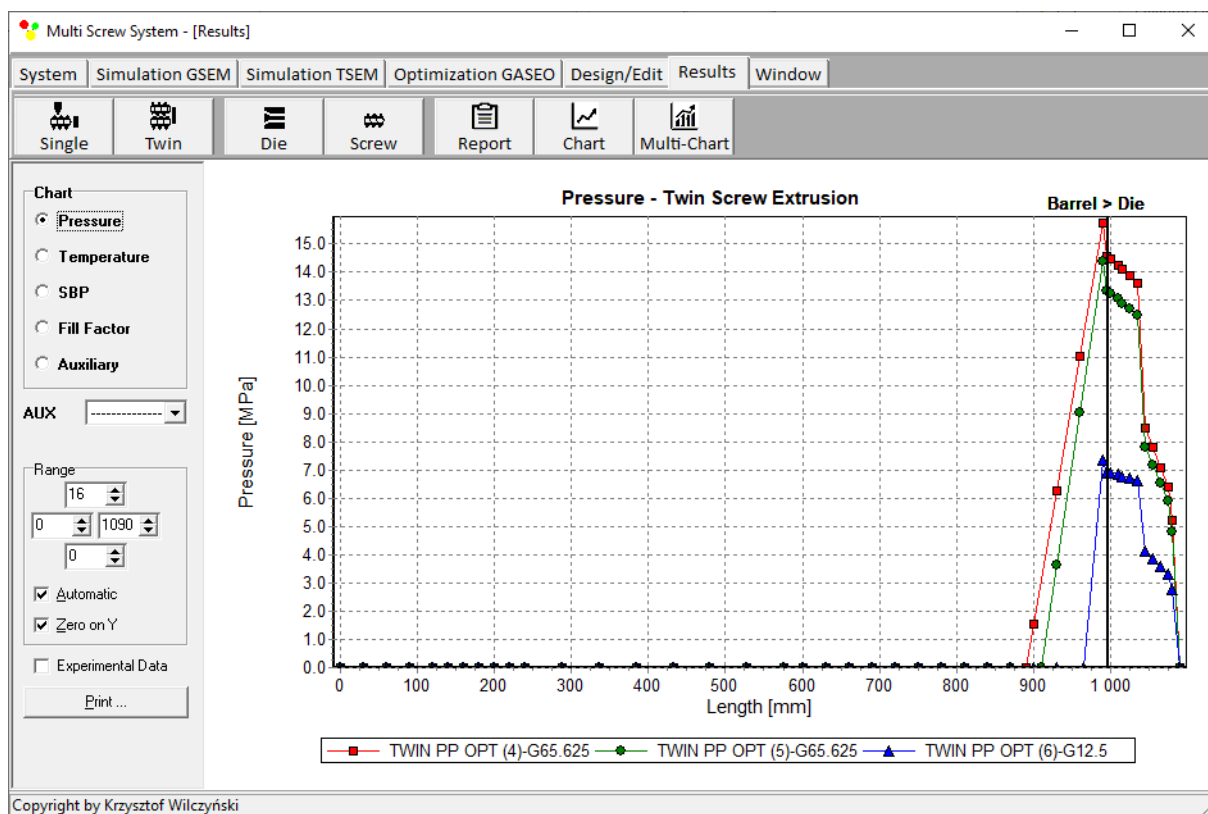 Multi Screw System - [Results]
System Simulation GSEM Simulation TSEM Optimization GASEO Design/Edit Results Window
Single Twin Die Screw Report Chart Multi-Chart
Chart
Pressure
Temperature
SBP
Fill Factor
Auxiliary
AUX -------------
Range
16
0 1090
0
Automatic
Zero on Y
Experimental Data
Print ...
Pressure - Twin Screw Extrusion
Barrel > Die
Pressure [MPa]
15.0
14.0
13.0
12.0
11.0
10.0
9.0
8.0
7.0
6.0
5.0
4.0
3.0
2.0
1.0
0.0
0 100 200 300 400 500 600 700 800 900 1 000
Length [mm]
TWIN PP OPT (4)-G65.625 TWIN PP OPT (5)-G65.625 TWIN PP OPT (6)-G12.5
Copyright by Krzysztof Wilczyński